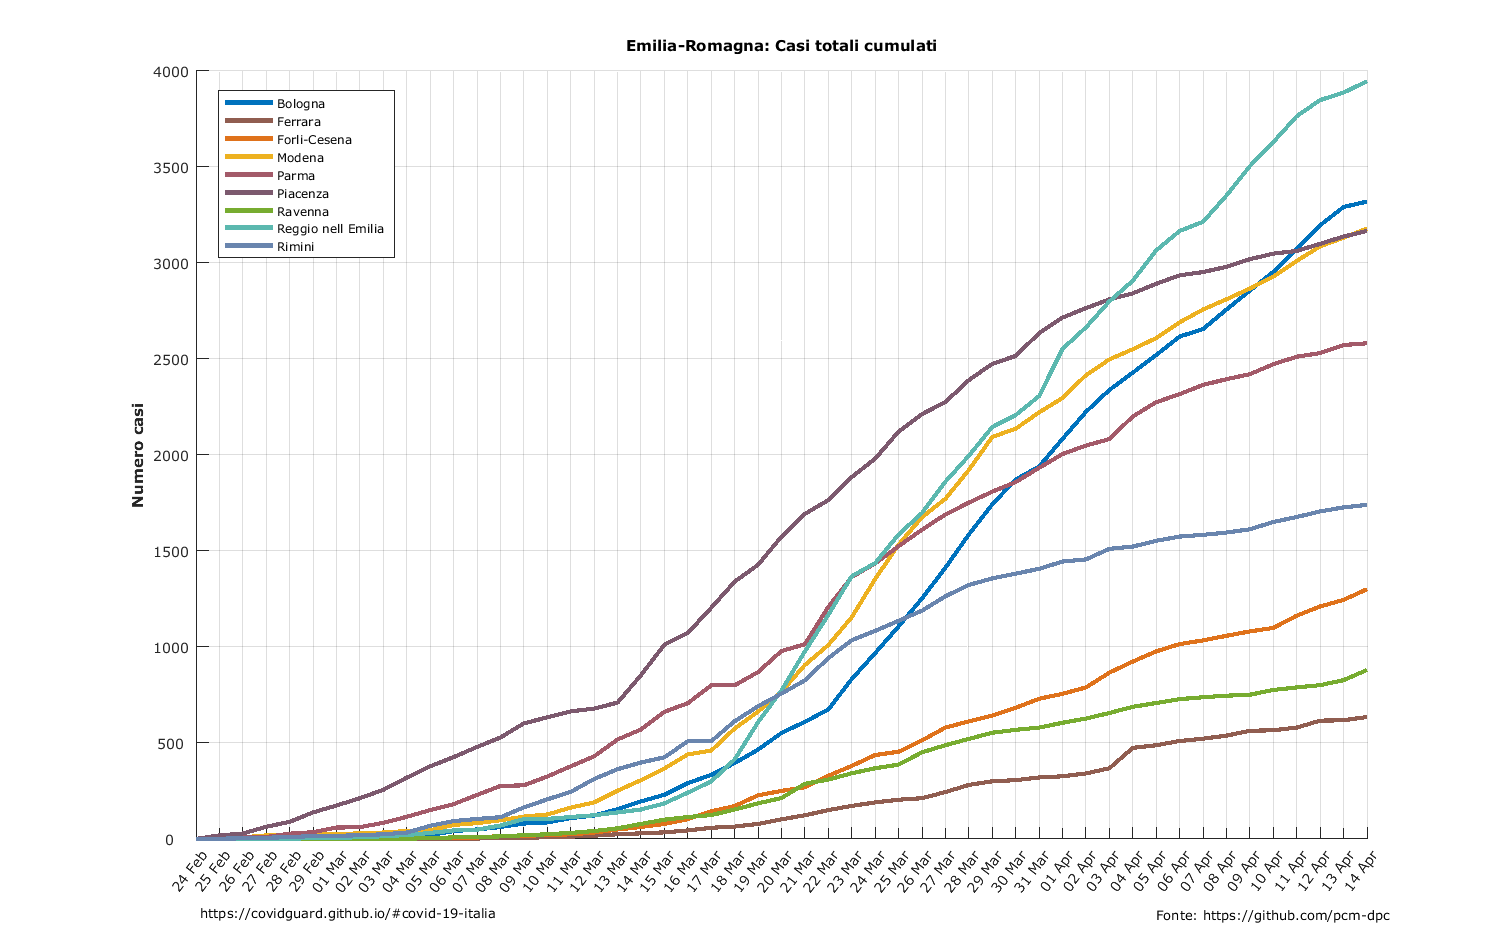 Emilia-Romagna: Casi totali cumulati
4000
3500
3000
2500
2000
1500
1000
500
0
Numero casi
Bologna
Ferrara
Forlì-Cesena
Modena
Parma
Piacenza
Ravenna
Reggio nell Emilia
Rimini
24 Feb
25 Feb
26 Feb
27 Feb
28 Feb
29 Feb
01 Mar
02 Mar
03 Mar
04 Mar
05 Mar
06 Mar
07 Mar
08 Mar
09 Mar
10 Mar
11 Mar
12 Mar
13 Mar
14 Mar
15 Mar
16 Mar
17 Mar
18 Mar
19 Mar
20 Mar
21 Mar
22 Mar
23 Mar
24 Mar
25 Mar
26 Mar
27 Mar
28 Mar
29 Mar
30 Mar
31 Mar
01 Apr
02 Apr
03 Apr
04 Apr
05 Apr
06 Apr
07 Apr
08 Apr
09 Apr
10 Apr
11 Apr
12 Apr
13 Apr
14 Apr
https://covidguard.github.io/#covid-19-italia
Fonte: https://github.com/pcm-dpc